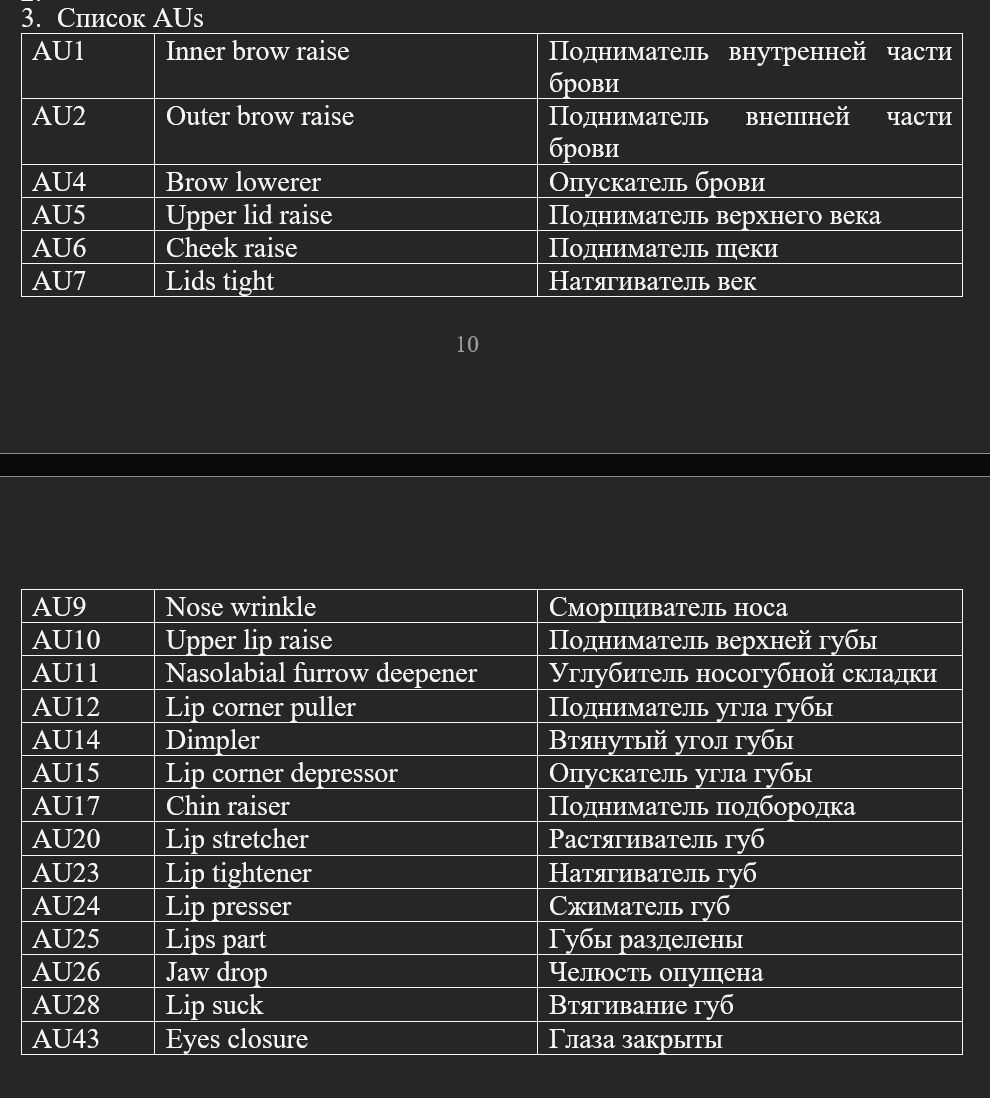 3. Список AUs
AU1 Inner brow raise Подниматель внутренней части
брови
AU2 Outer brow raise Подниматель внешней части
брови
AU4 Brow lowerer Опускатель брови
AU5 Upper lid raise Подниматель верхнего века
AU6 Cheek raise Подниматель щеки
AU7 Lids tight Натягиватель век
10
AU9 Nose wrinkle Сморщиватель носа
AU10 Upper lip raise Подниматель верхней губы
AU11 Nasolabial furrow deepener Углубитель носогубной складки
AU12 Lip corner puller Подниматель угла губы
AU14 Dimpler Втянутый угол губы
AU15 Lip corner depressor Опускатель угла губы
AU17 Chin raiser Подниматель подбородка
AU20 Lip stretcher Растягиватель губ
AU23 Lip tightener Натягиватель губ
AU24 Lip presser Сжиматель губ
AU25 Lips part Губы разделены
AU26 Jaw drop Челюсть опущена
AU28 Lip suck Втягивание губ
AU43 Eyes closure Глаза закрыты